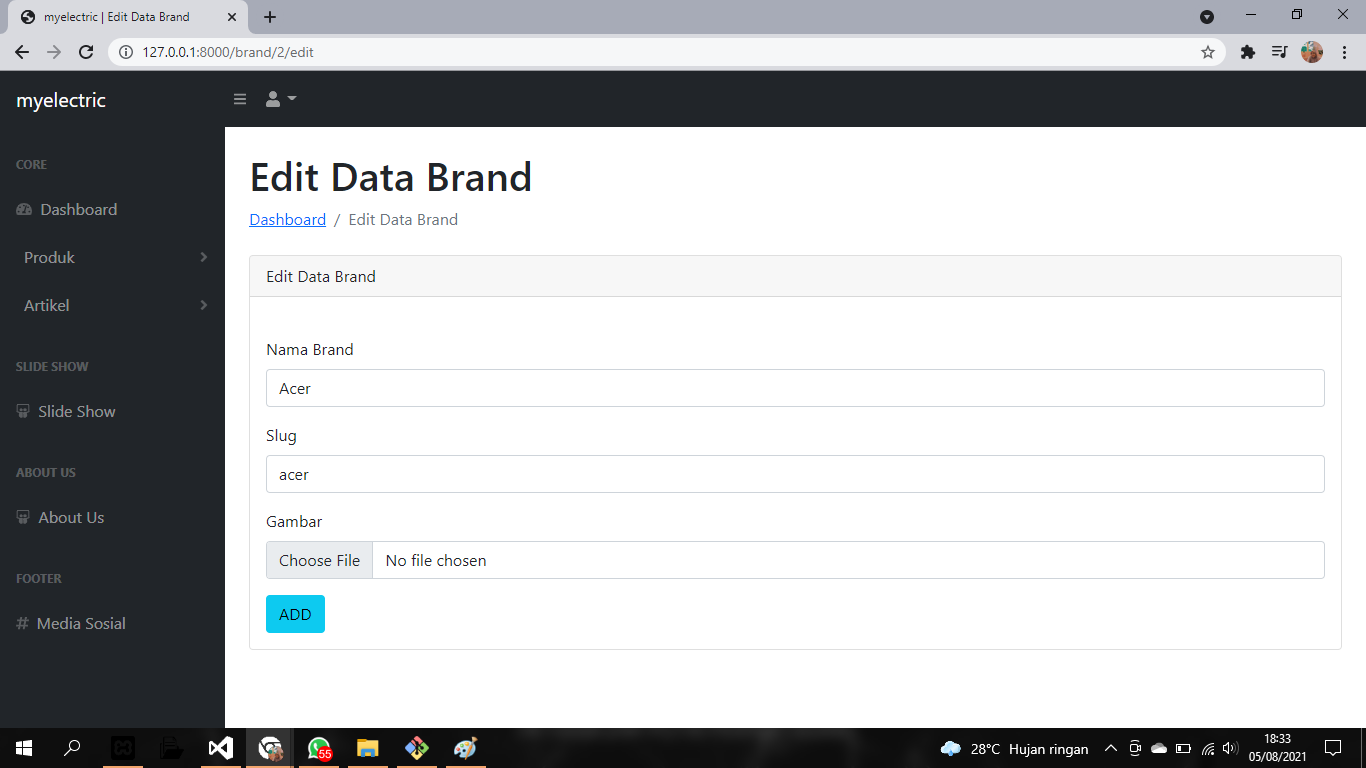 myelectric | Edit Data Brand
127.0.0.1:8000/brand/2/edit
myelectric
CORE
Dashboard
Produk
Artikel
SLIDE SHOW
Slide Show
ABOUT US
About Us
FOOTER
Media Sosial
Edit Data Brand
Dashboard / Edit Data Brand
Edit Data Brand
Nama Brand
Acer
Slug
acer
Gambar
Choose File No file chosen
ADD
55
28°C Hujan ringan
18:33
05/08/2021